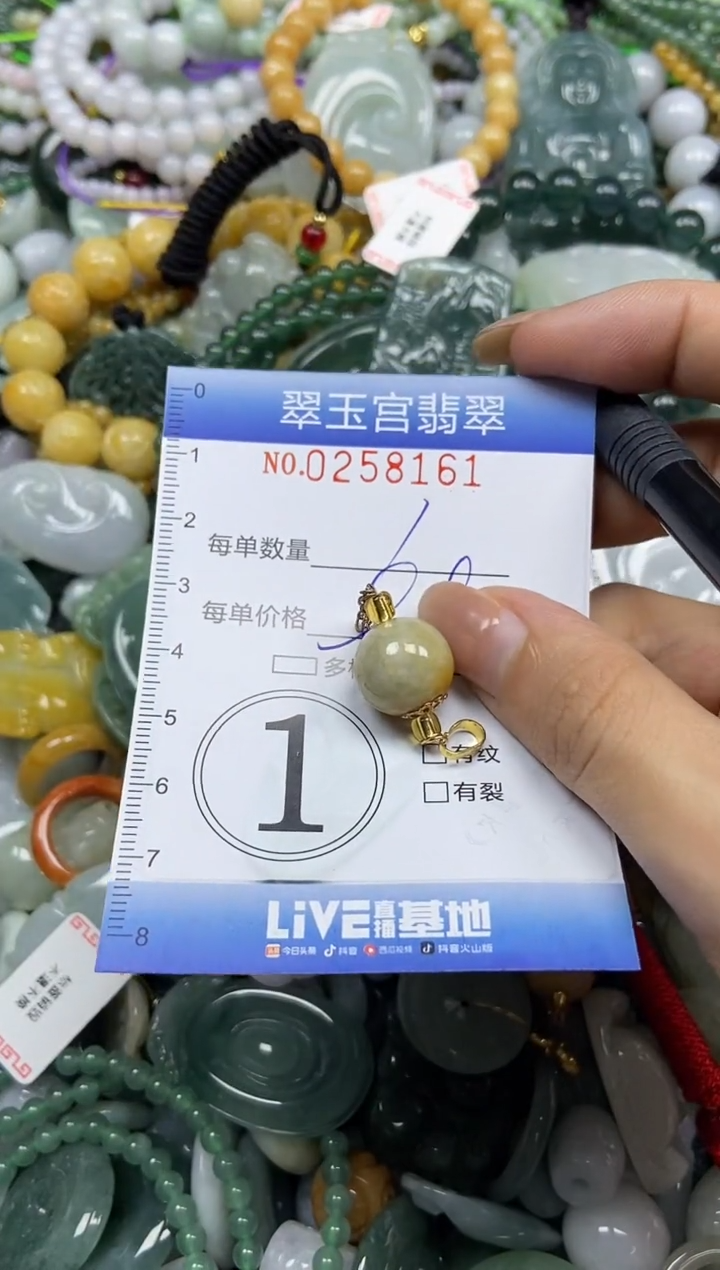 0
翠玉宫翡翠
1
NO.0258161
2
每单数量
3
每单价格
4
多
5
1
有纹
6
有裂
7
LiVE直播基地
8
今日头条 抖音 西瓜视频 抖音火山版